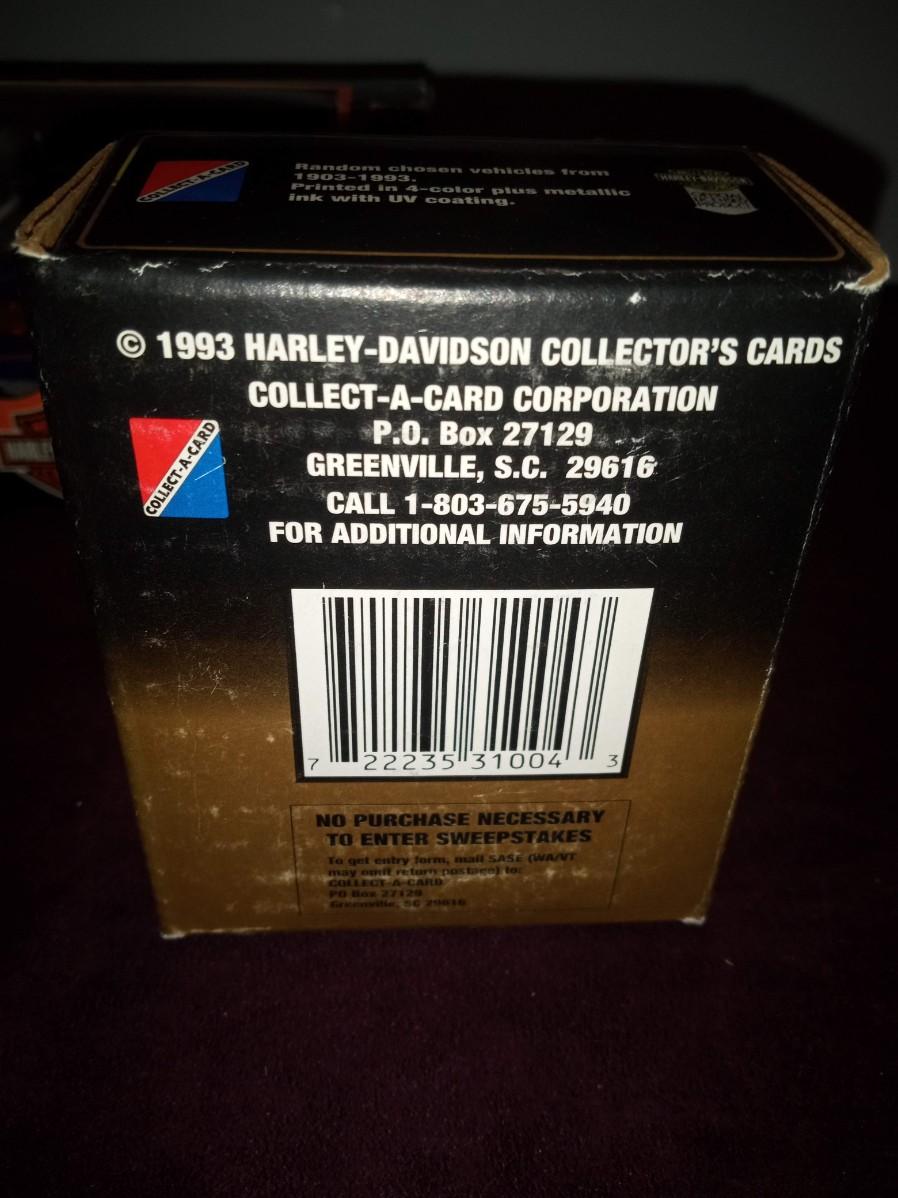 COLLECT-A-CARD
Random chosen vehicles from
1903-1993.
Printed in 4-color plus metallic
ink with UV coating.
HARLEY-DAVIDSON
© 1993 HARLEY-DAVIDSON COLLECTOR'S CARDS
COLLECT-A-CARD CORPORATION
P.O. Box 27129
GREENVILLE, S.C. 29616
CALL 1-803-675-5940
FOR ADDITIONAL INFORMATION
COLLECT-A-CARD
7 22235 31004 3
NO PURCHASE NECESSARY
TO ENTER SWEEPSTAKES
To get entry form, mail SASE (WA/VT
may omit return postage) to:
COLLECT-A-CARD
PO Box 27129
Greenville, SC 29616